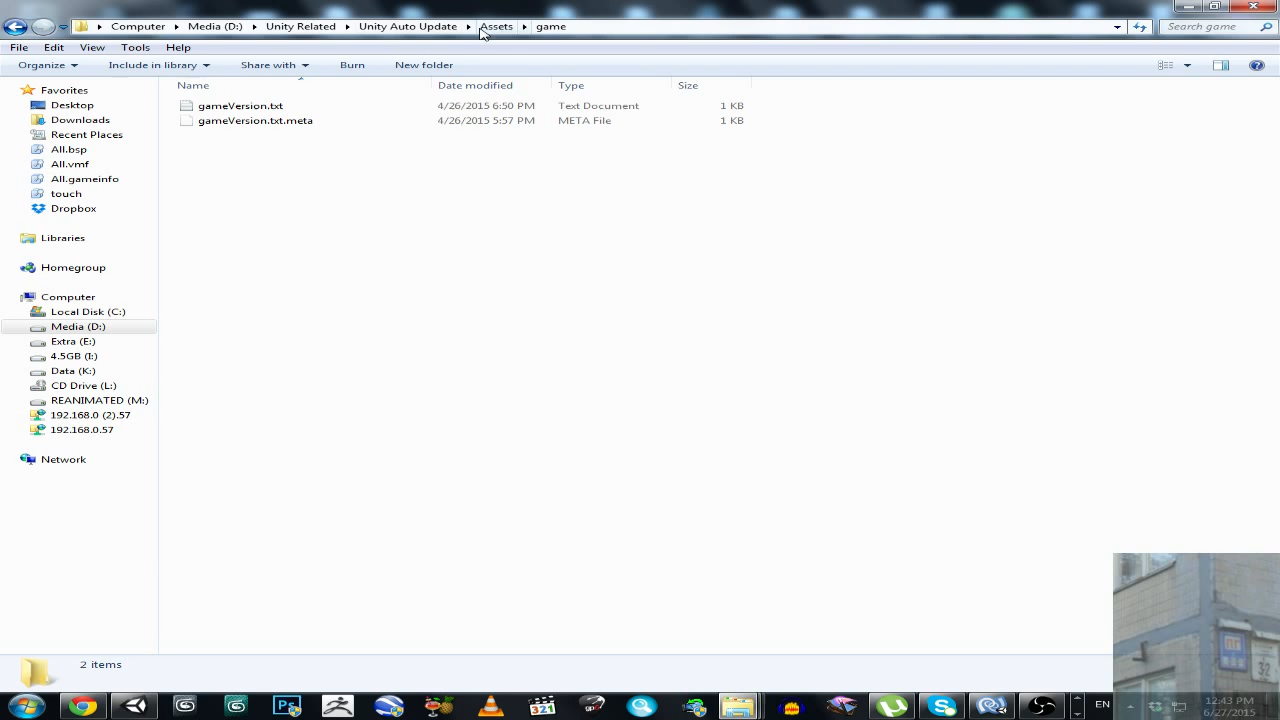 Computer Media (D:) Unity Related Unity Auto Update Assets game Search game
File Edit View Tools Help
Organize Include in library Share with Burn New folder
Name Date modified Type Size
gameVersion.txt 4/26/2015 6:50 PM Text Document 1 KB
gameVersion.txt.meta 4/26/2015 5:57 PM META File 1 KB
Favorites
Desktop
Downloads
Recent Places
All.bsp
All.vmf
All.gameinfo
touch
Dropbox
Libraries
Homegroup
Computer
Local Disk (C:)
Media (D:)
Extra (E:)
4.5GB (I:)
Data (K:)
CD Drive (L:)
REANIMATED (M:)
192.168.0 (2).57
192.168.0.57
Network
2 items
32
Ps
321
EN
12:43 PM
6/27/2015